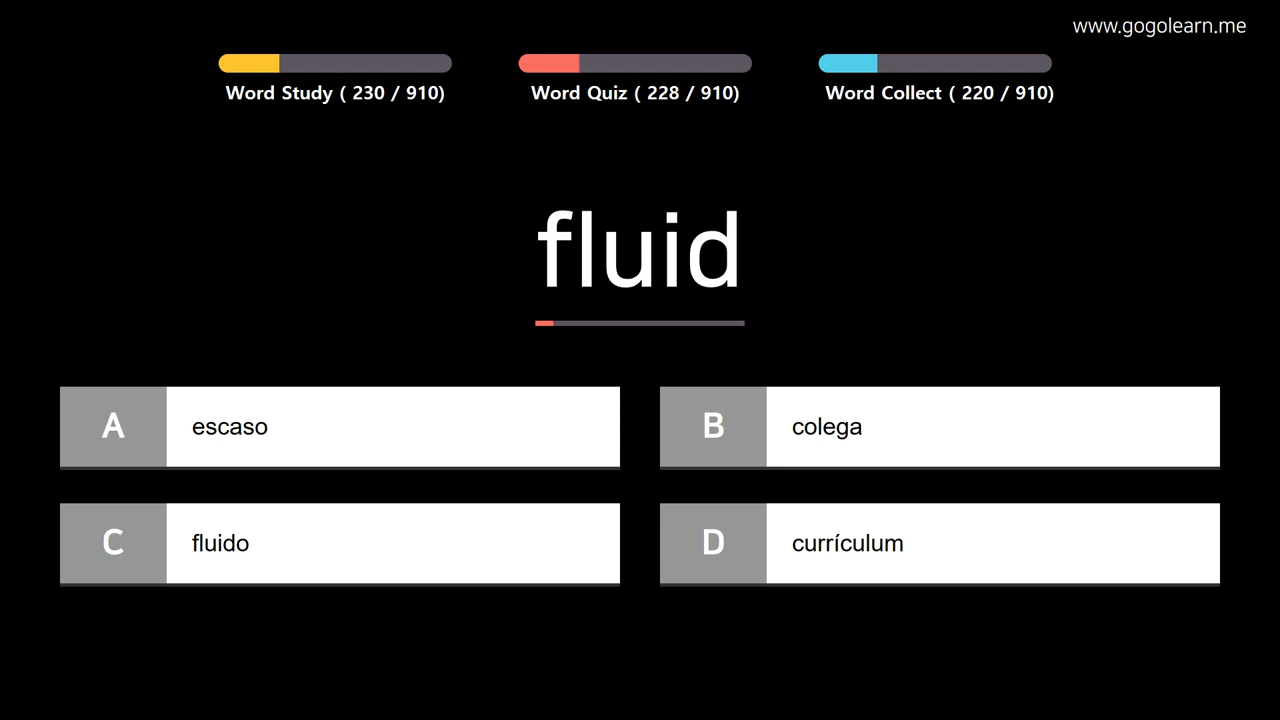 www.gogolearn.me
Word Study ( 230 / 910)
Word Quiz ( 228 / 910)
Word Collect ( 220 / 910)
fluid
A escaso
B colega
C fluido
D currículum